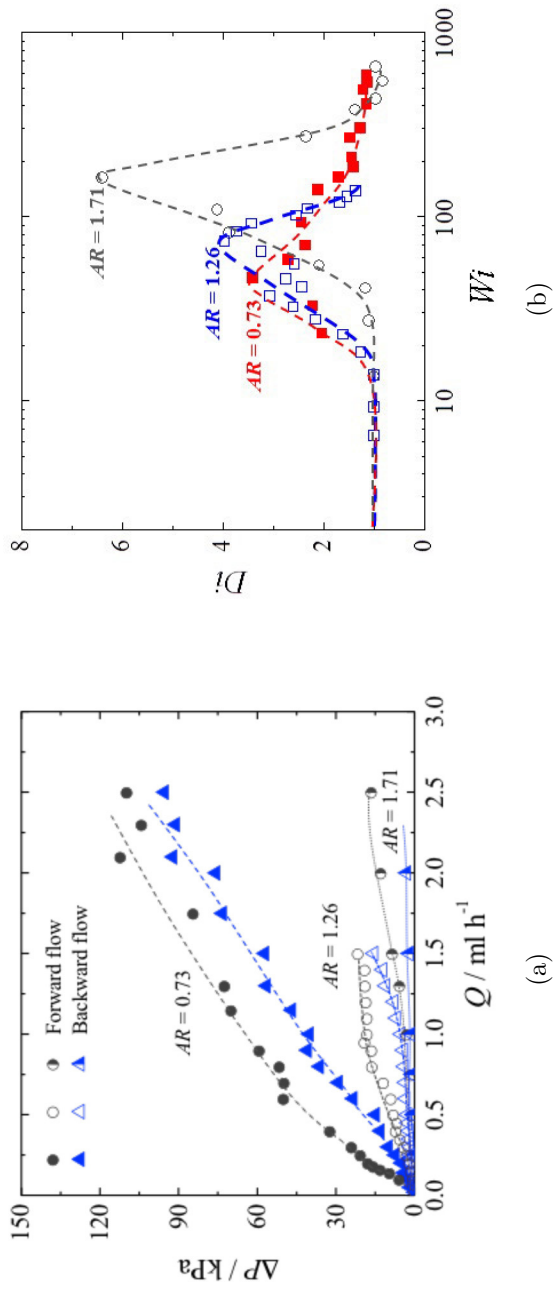 150
120
90
60
30
0
ΔP / kPa
Forward flow
Backward flow
AR = 0.73
AR = 1.26
AR = 1.71
0.0 0.5 1.0 1.5 2.0 2.5 3.0
Q / ml h⁻¹
(a)
8
6
4
2
0
Di
AR = 1.71
AR = 1.26
AR = 0.73
10 100 1000
Wi
(b)